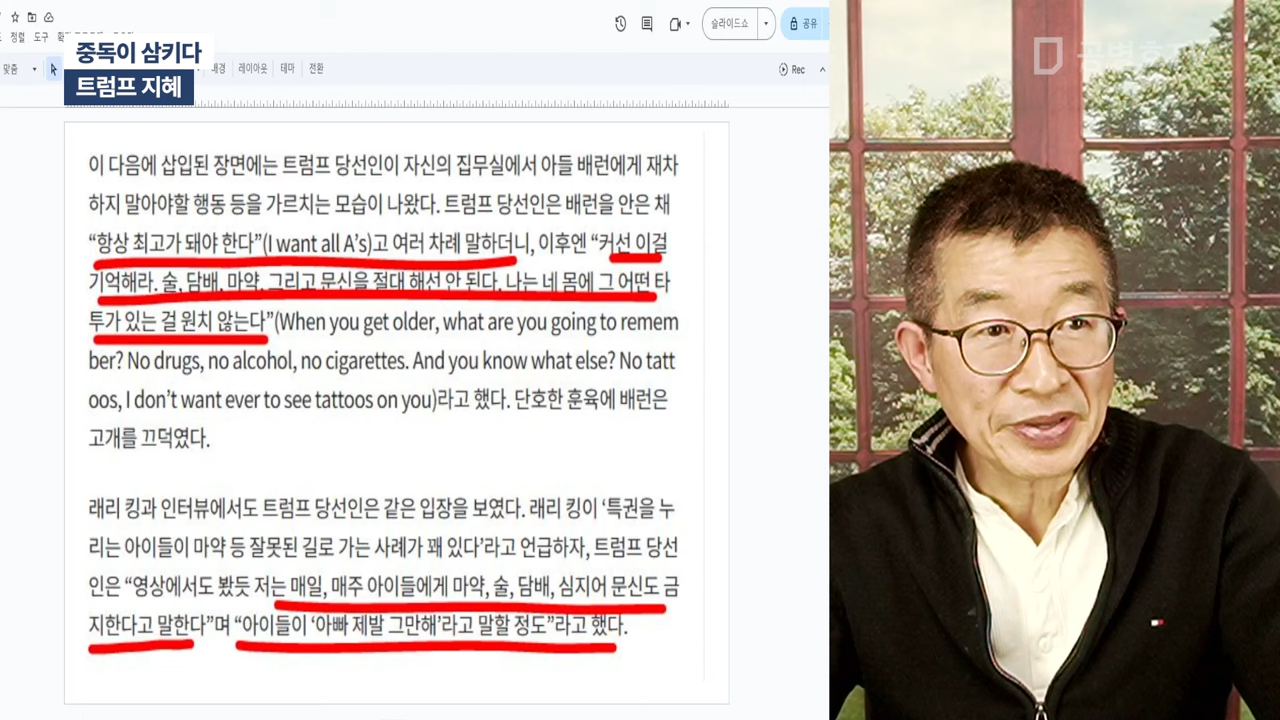 정렬 도구
슬라이드쇼
공유
중독이 삼키다
트럼프 지혜
맞춤
배경 레이아웃 테마 전환
Rec
이 다음에 삽입된 장면에는 트럼프 당선인이 자신의 집무실에서 아들 배런에게 재차
하지 말아야할 행동 등을 가르치는 모습이 나왔다. 트럼프 당선인은 배런을 안은 채
“항상 최고가 돼야 한다”(I want all A’s)고 여러 차례 말하더니, 이후엔 “커선 이걸
기억해라. 술, 담배, 마약, 그리고 문신을 절대 해선 안 된다. 나는 네 몸에 그 어떤 타
투가 있는 걸 원치 않는다”(When you get older, what are you going to remem
ber? No drugs, no alcohol, no cigarettes. And you know what else? No tatt
oos, I don’t want ever to see tattoos on you)라고 했다. 단호한 훈육에 배런은
고개를 끄덕였다.
래리 킹과 인터뷰에서도 트럼프 당선인은 같은 입장을 보였다. 래리 킹이 ‘특권을 누
리는 아이들이 마약 등 잘못된 길로 가는 사례가 꽤 있다’라고 언급하자, 트럼프 당선
인은 “영상에서도 봤듯 저는 매일, 매주 아이들에게 마약, 술, 담배, 심지어 문신도 금
지한다고 말한다”며 “아이들이 ‘아빠 제발 그만해’라고 말할 정도”라고 했다.